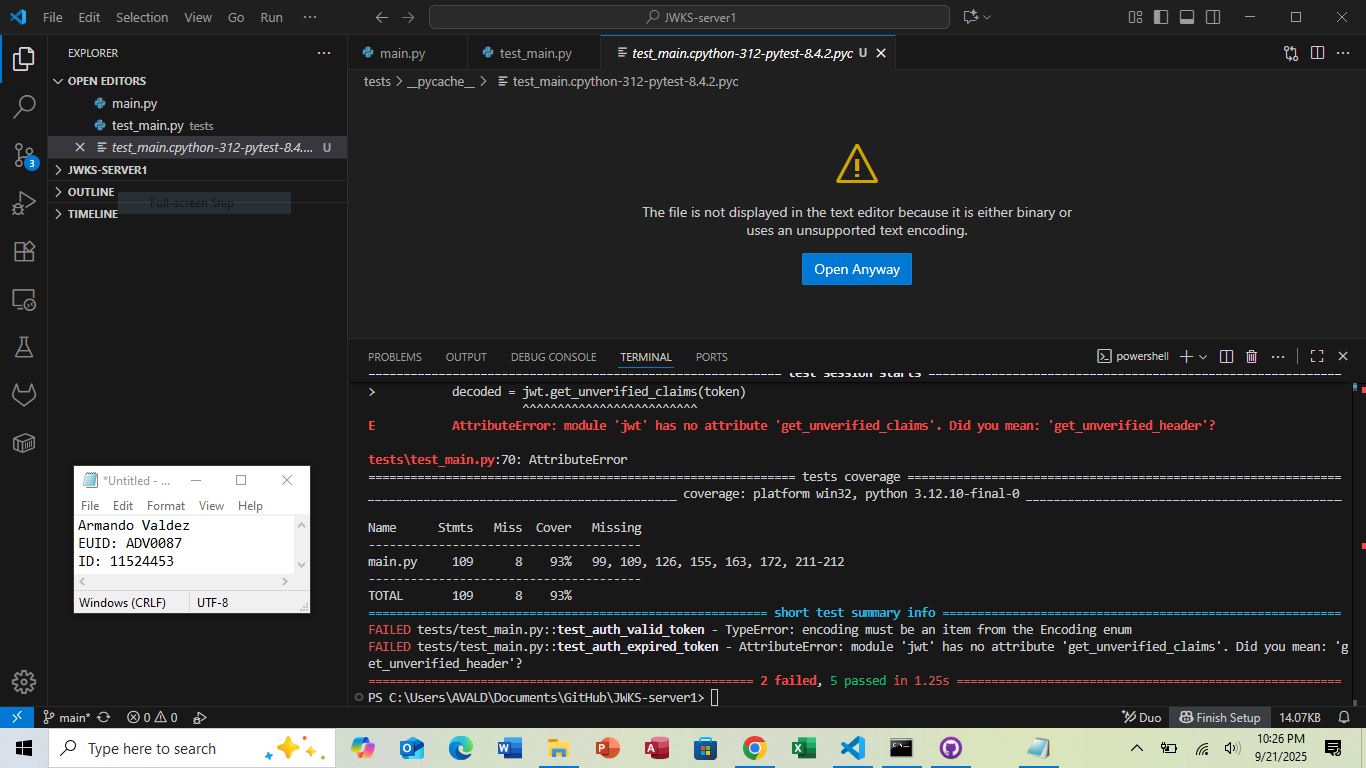 File Edit Selection View Go Run ···
JWKS-server1
EXPLORER
OPEN EDITORS
main.py
test_main.py tests
test_main.cpython-312-pytest-8.4.... U
JWKS-SERVER1
OUTLINE
Full-screen Snip
TIMELINE
3
main.py
test_main.py
test_main.cpython-312-pytest-8.4.2.pyc U
tests > __pycache__ > test_main.cpython-312-pytest-8.4.2.pyc
The file is not displayed in the text editor because it is either binary or
uses an unsupported text encoding.
Open Anyway
PROBLEMS OUTPUT DEBUG CONSOLE TERMINAL PORTS
powershell
test session starts
> decoded = jwt.get_unverified_claims(token)
^^^^^^^^^^^^^^^^^^^^^^^^^
E AttributeError: module 'jwt' has no attribute 'get_unverified_claims'. Did you mean: 'get_unverified_header'?
tests\test_main.py:70: AttributeError
tests coverage
coverage: platform win32, python 3.12.10-final-0
Name Stmts Miss Cover Missing
main.py 109 8 93% 99, 109, 126, 155, 163, 172, 211-212
TOTAL 109 8 93%
short test summary info
FAILED tests/test_main.py::test_auth_valid_token - TypeError: encoding must be an item from the Encoding enum
FAILED tests/test_main.py::test_auth_expired_token - AttributeError: module 'jwt' has no attribute 'get_unverified_claims'. Did you mean: 'g
et_unverified_header'?
2 failed, 5 passed in 1.25s
PS C:\Users\AVALD\Documents\GitHub\JWKS-server1>
*Untitled - ...
File Edit Format View Help
Armando Valdez
EUID: ADV0087
ID: 11524453
Windows (CRLF) UTF-8
main* 0 0
Duo Finish Setup 14.07KB
Type here to search
10:26 PM
9/21/2025